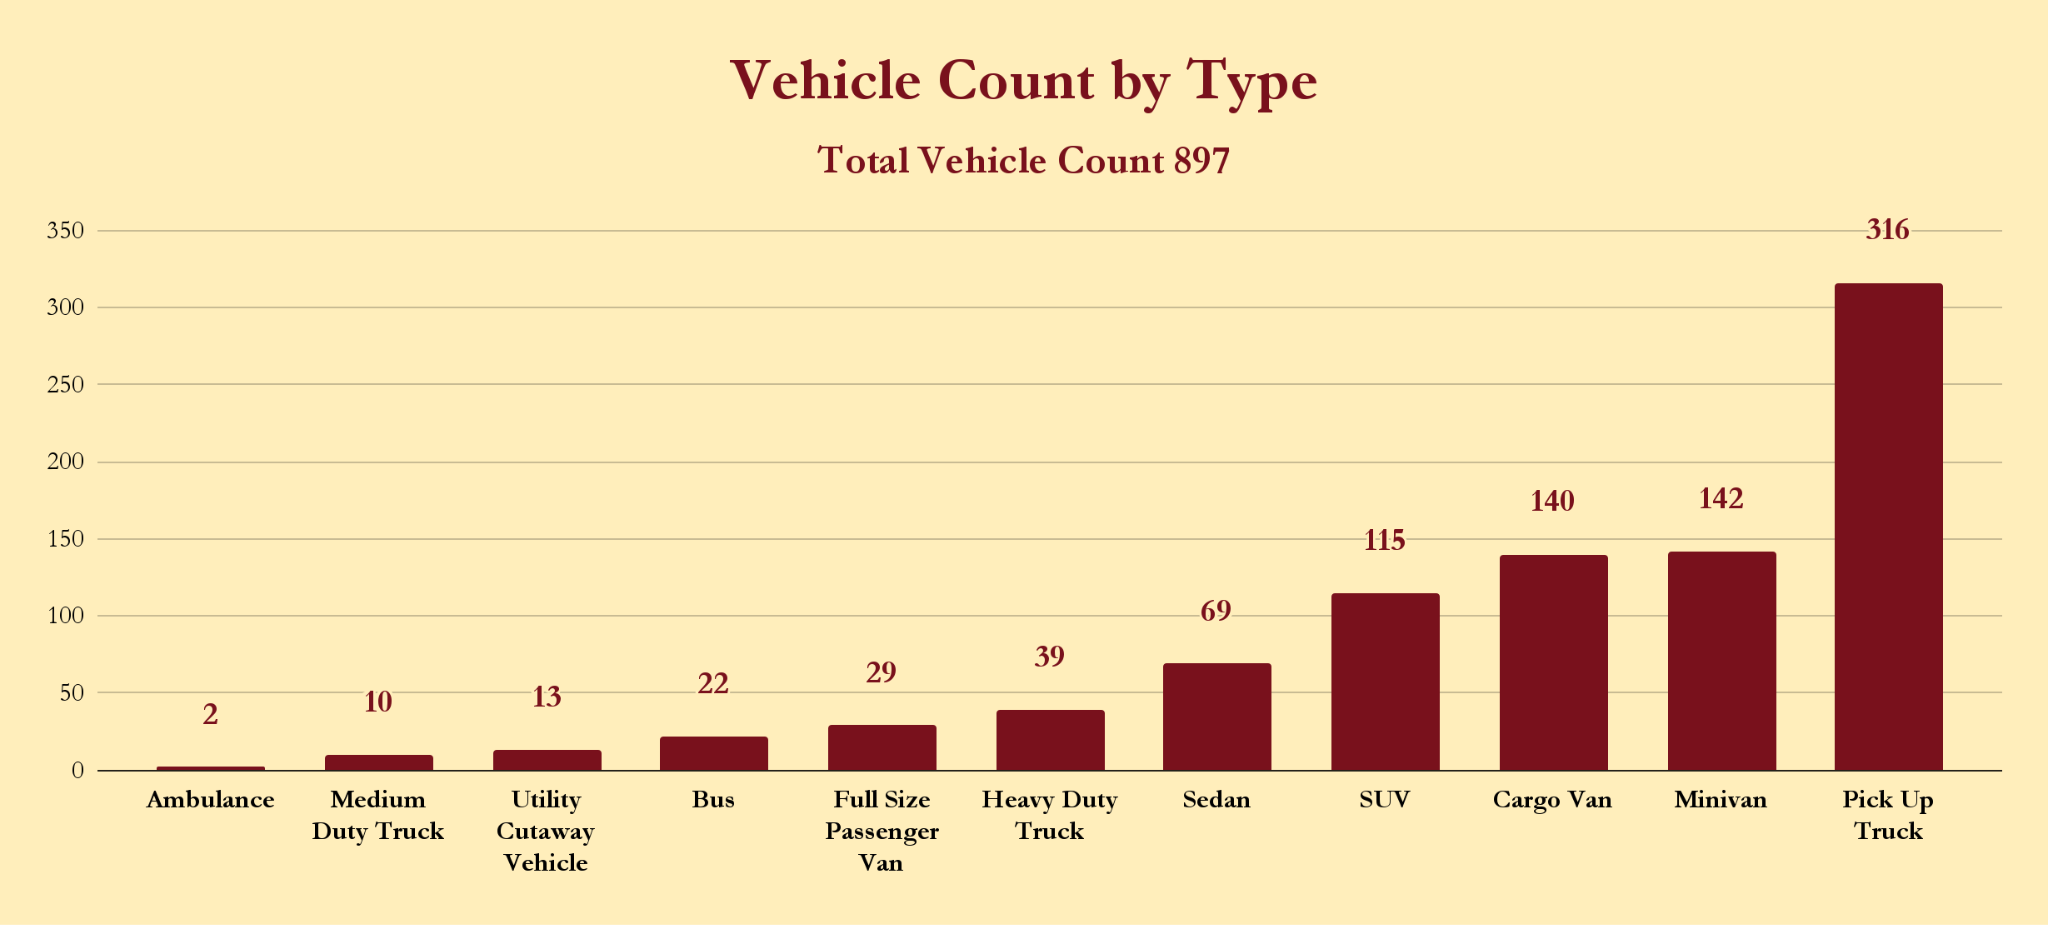 Vehicle Count by Type
Total Vehicle Count 897
350
300
250
200
150
100
50
0
2
10
13
22
29
39
69
115
140
142
316
Ambulance
Medium
Duty Truck
Utility
Cutaway
Vehicle
Bus
Full Size
Passenger
Van
Heavy Duty
Truck
Sedan
SUV
Cargo Van
Minivan
Pick Up
Truck